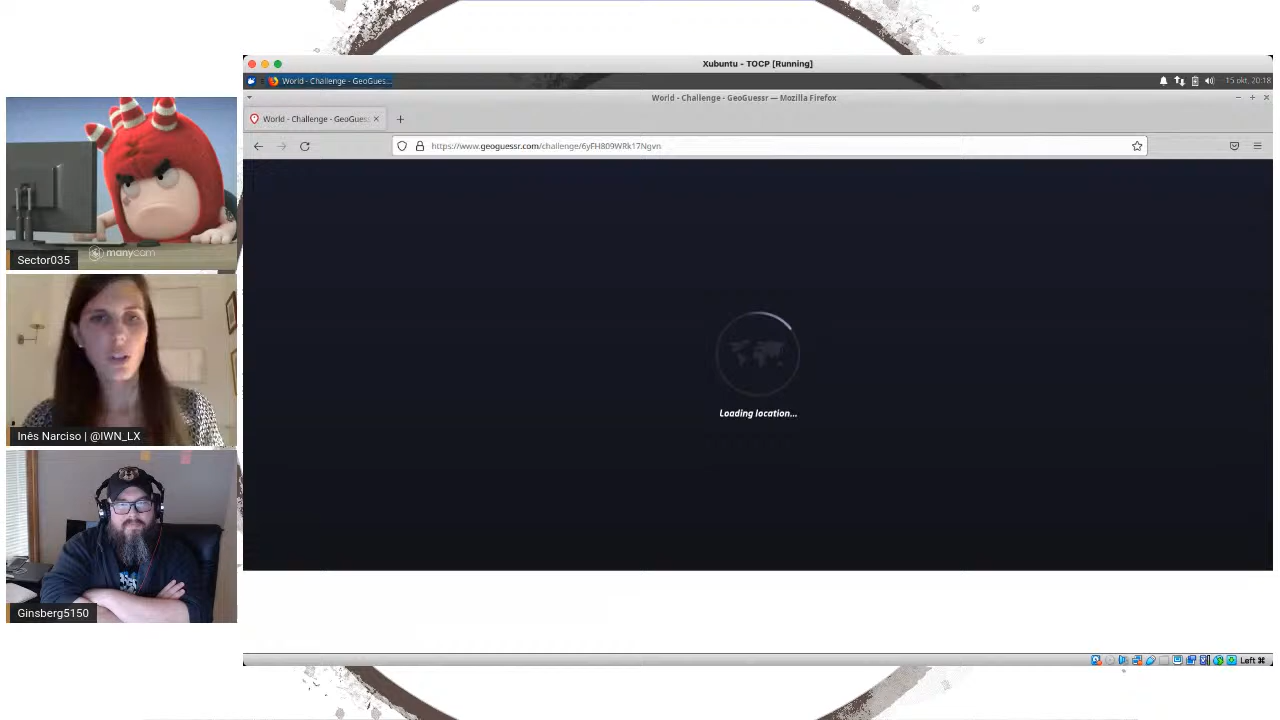 Xubuntu - TOCP [Running]
World - Challenge - GeoGues...
15 okt, 20:18
World - Challenge - GeoGuessr — Mozilla Firefox
World - Challenge - GeoGuess
https://www.geoguessr.com/challenge/6yFH809WRk17Ngvn
manycam
Sector035
Inês Narciso | @IWN_LX
Loading location...
Ginsberg5150
Left ⌘